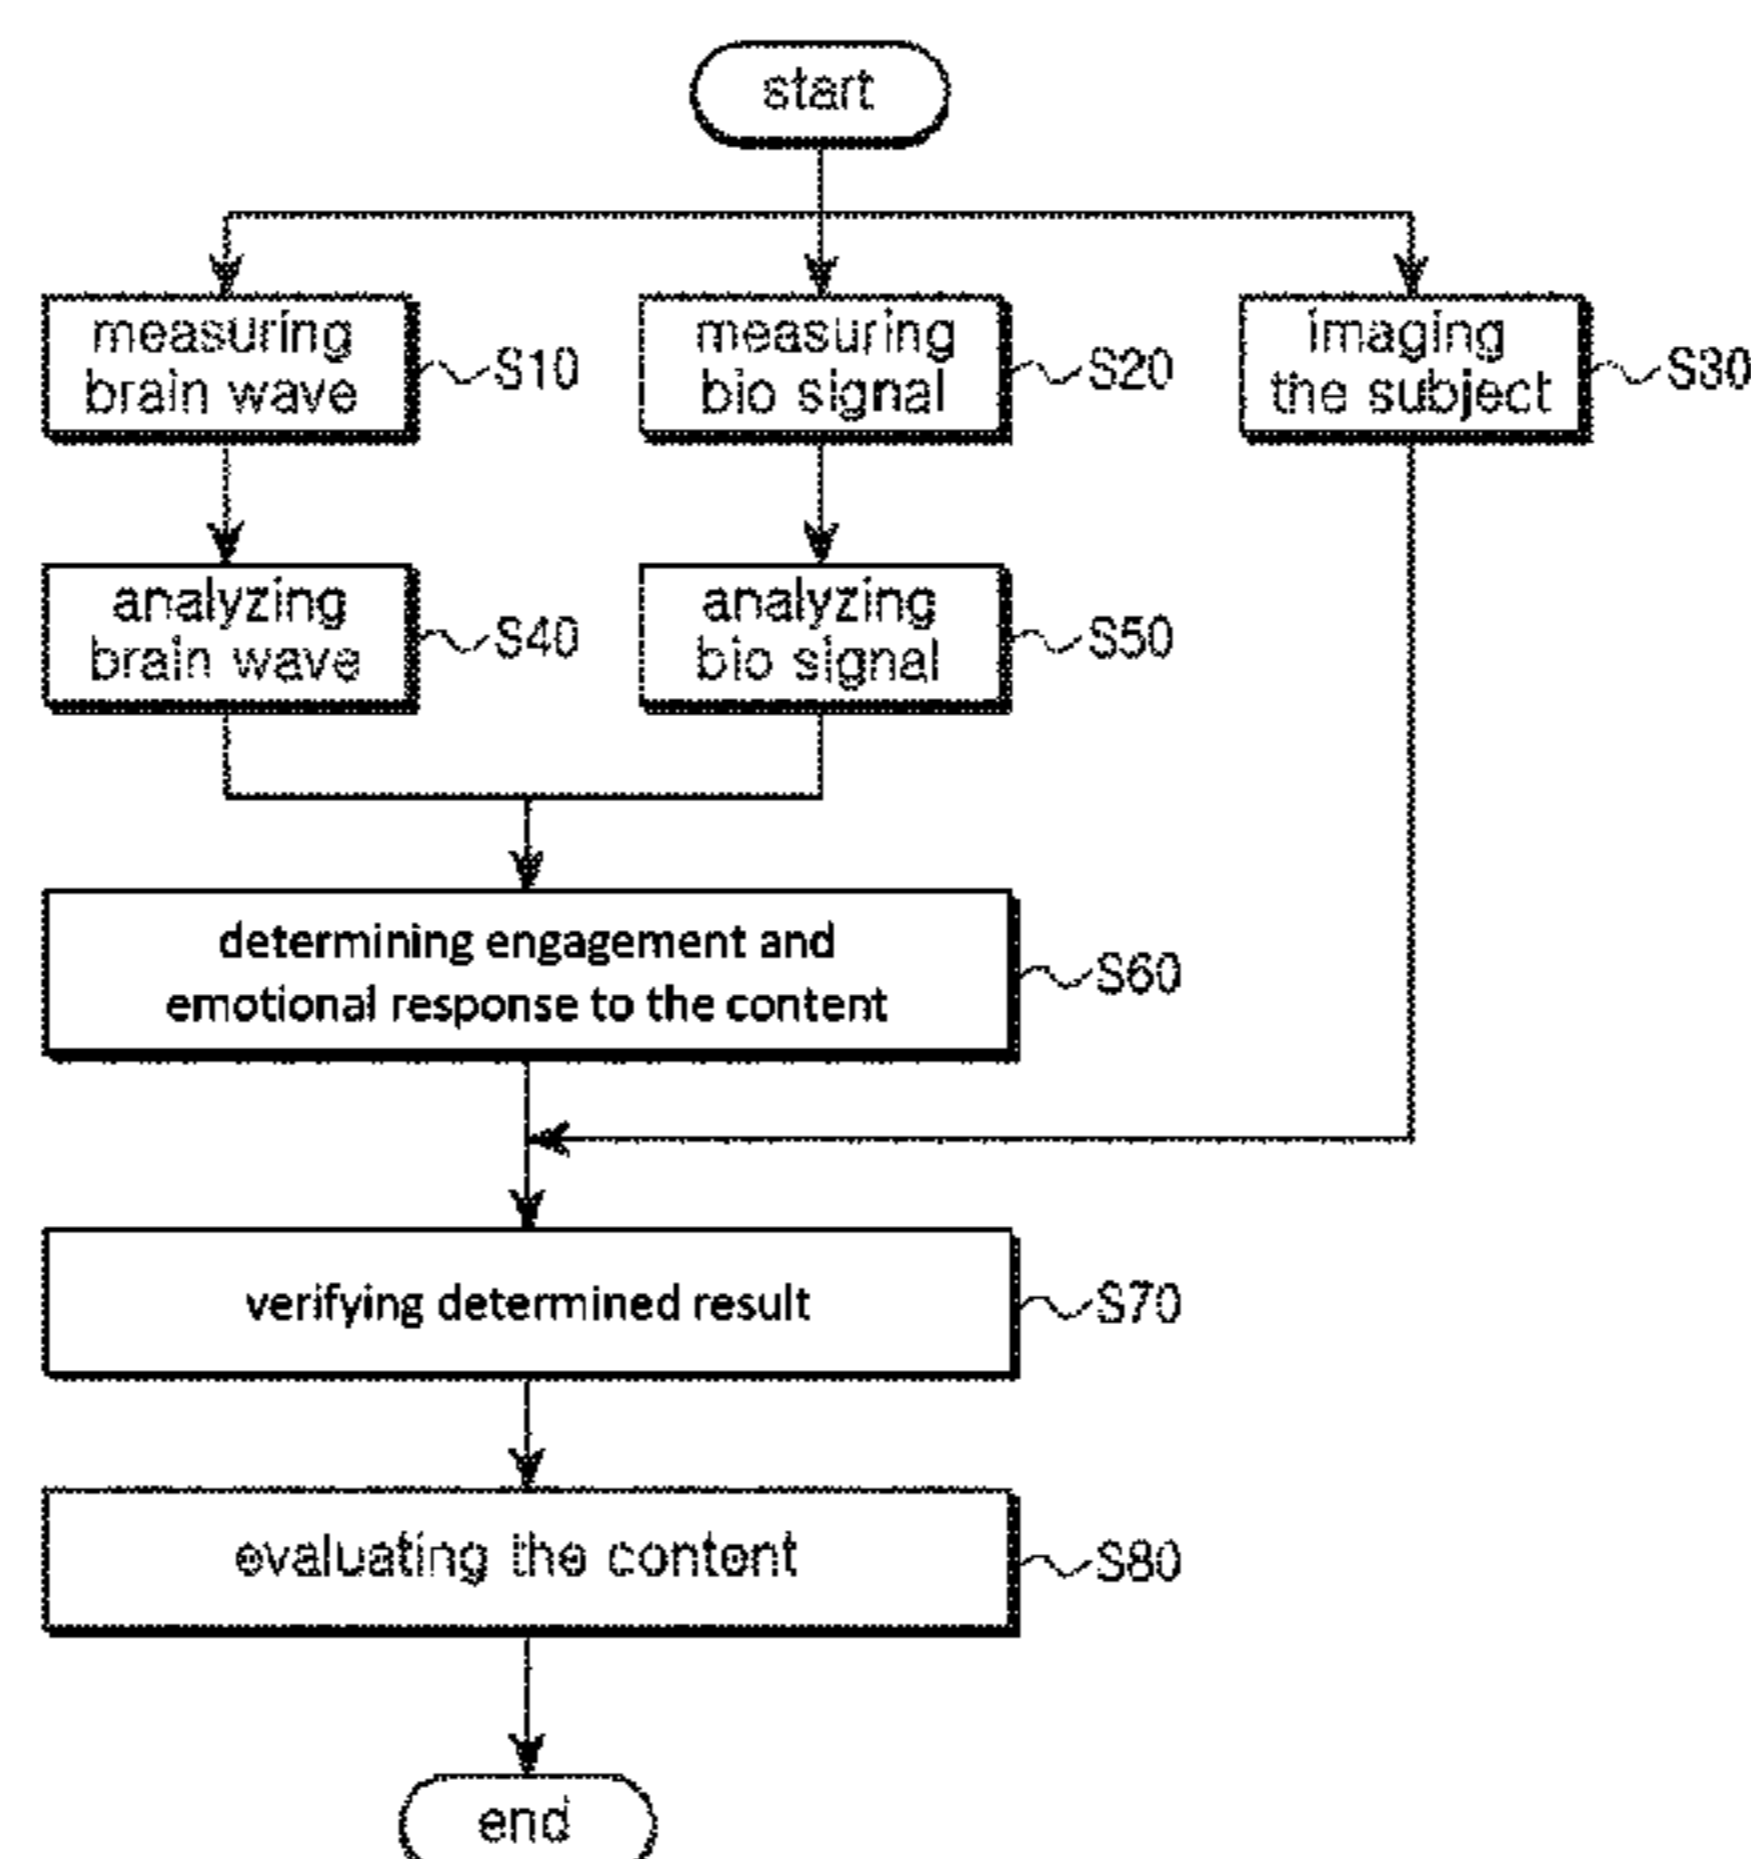 start
measuring
brain wave
S10
measuring
bio signal
S20
imaging
the subject
S30
analyzing
brain wave
S40
analyzing
bio signal
S50
determining engagement and
emotional response to the content
S60
verifying determined result
S70
evaluating the content
S80
end